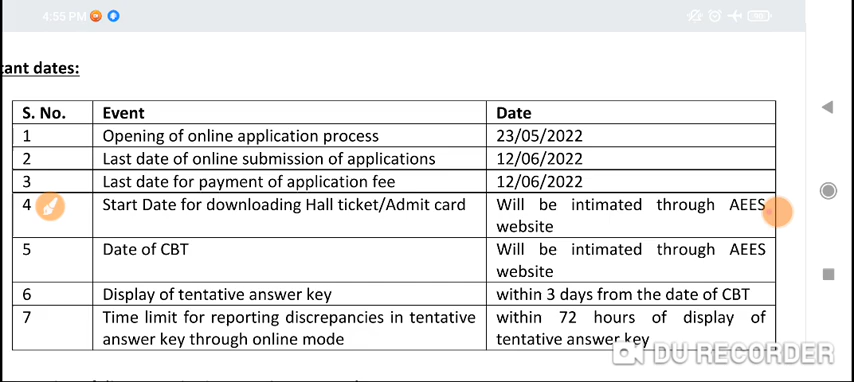 4:55 PM
tant dates:
S. No. Event Date
1 Opening of online application process 23/05/2022
2 Last date of online submission of applications 12/06/2022
3 Last date for payment of application fee 12/06/2022
4 Start Date for downloading Hall ticket/Admit card Will be intimated through AEES
website
5 Date of CBT Will be intimated through AEES
website
6 Display of tentative answer key within 3 days from the date of CBT
7 Time limit for reporting discrepancies in tentative within 72 hours of display of
answer key through online mode tentative answer key
DU RECORDER